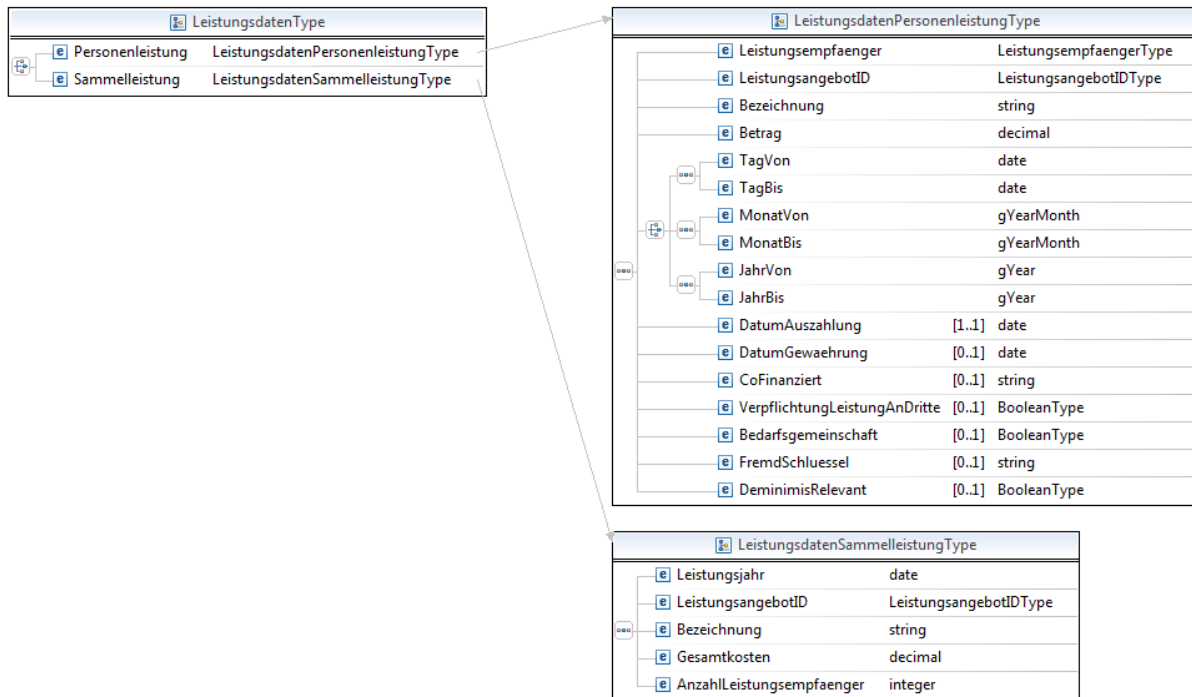 LeistungsdatenType
Personenleistung LeistungsdatenPersonenleistungType
Sammelleistung LeistungsdatenSammelleistungType
LeistungsdatenPersonenleistungType
Leistungsempfaenger LeistungsempfaengerType
LeistungsangebotID LeistungsangebotIDType
Bezeichnung string
Betrag decimal
TagVon date
TagBis date
MonatVon gYearMonth
MonatBis gYearMonth
JahrVon gYear
JahrBis gYear
DatumAuszahlung [1..1] date
DatumGewaehrung [0..1] date
CoFinanziert [0..1] string
VerpflichtungLeistungAnDritte [0..1] BooleanType
Bedarfsgemeinschaft [0..1] BooleanType
FremdSchluessel [0..1] string
DeminimisRelevant [0..1] BooleanType
LeistungsdatenSammelleistungType
Leistungsjahr date
LeistungsangebotID LeistungsangebotIDType
Bezeichnung string
Gesamtkosten decimal
AnzahlLeistungsempfaenger integer